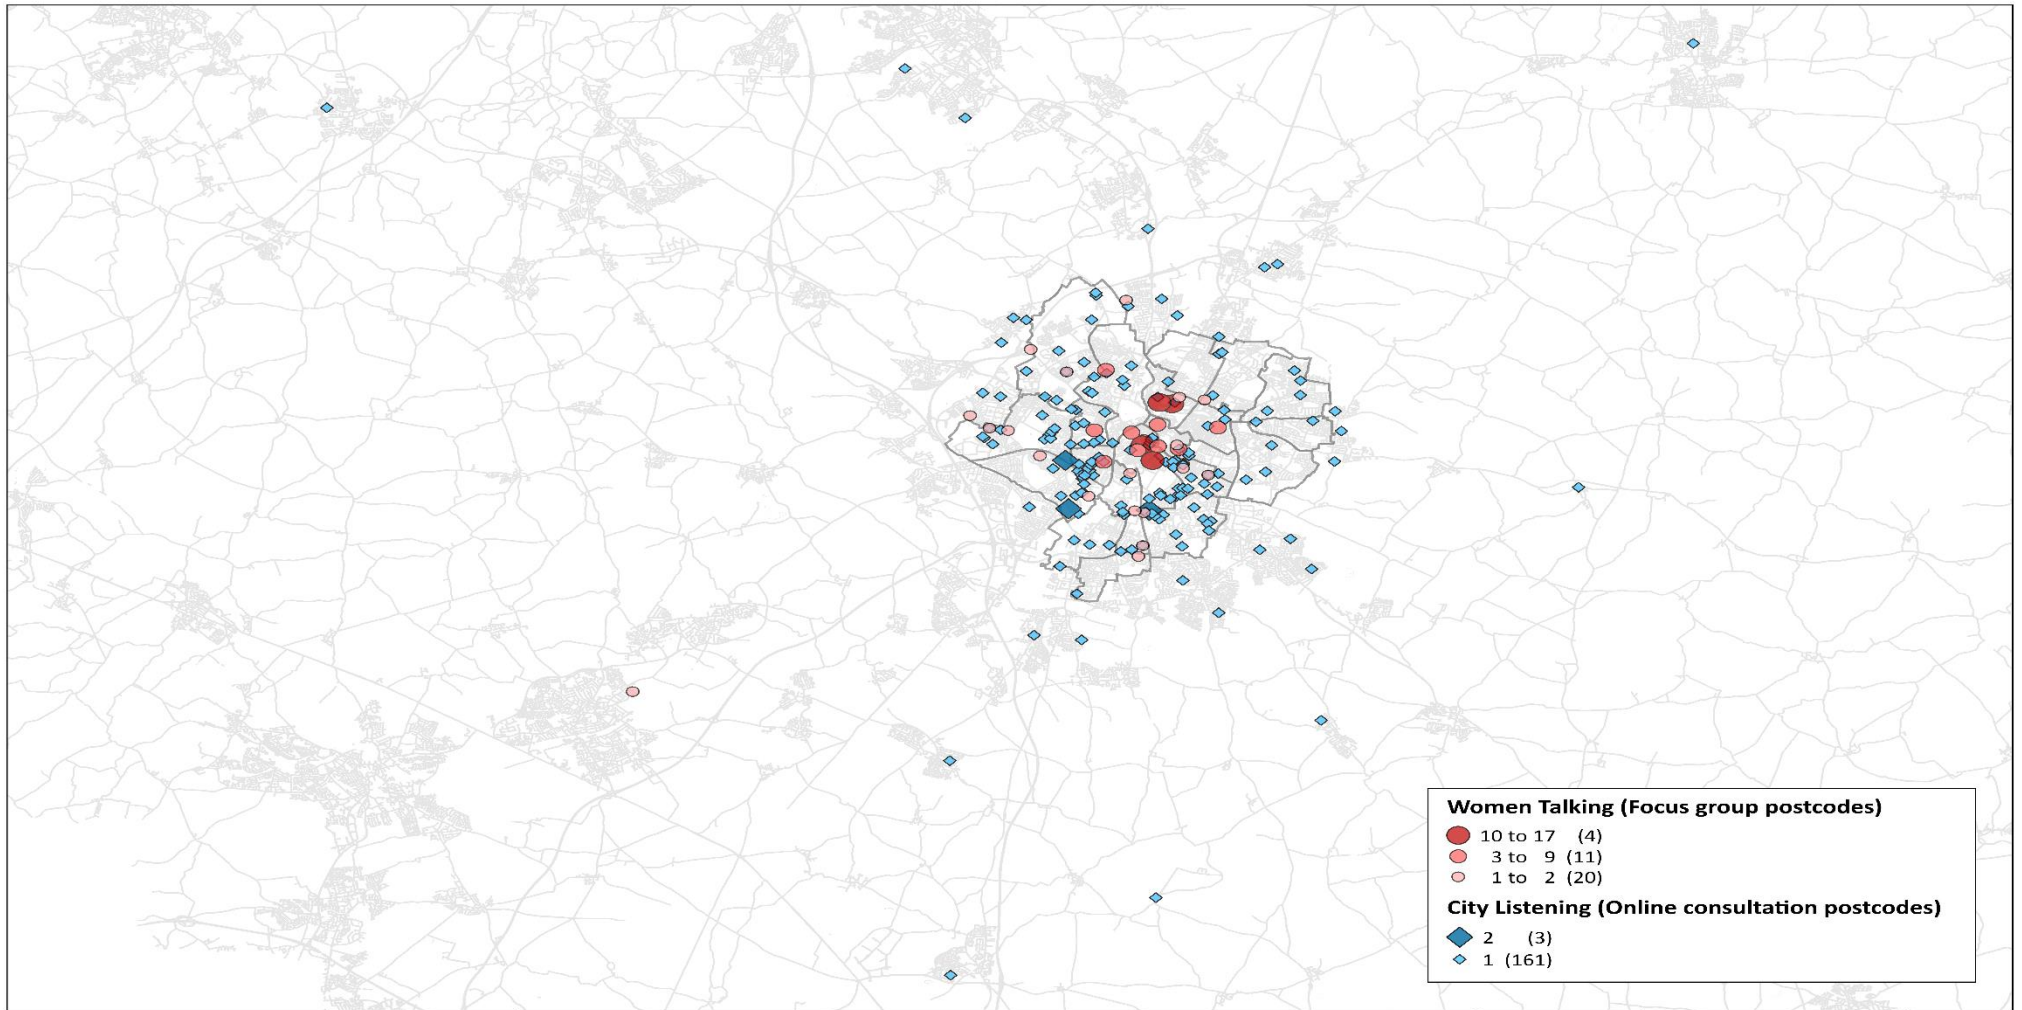 Women Talking (Focus group postcodes)
10 to 17 (4)
3 to 9 (11)
1 to 2 (20)
City Listening (Online consultation postcodes)
2 (3)
1 (161)